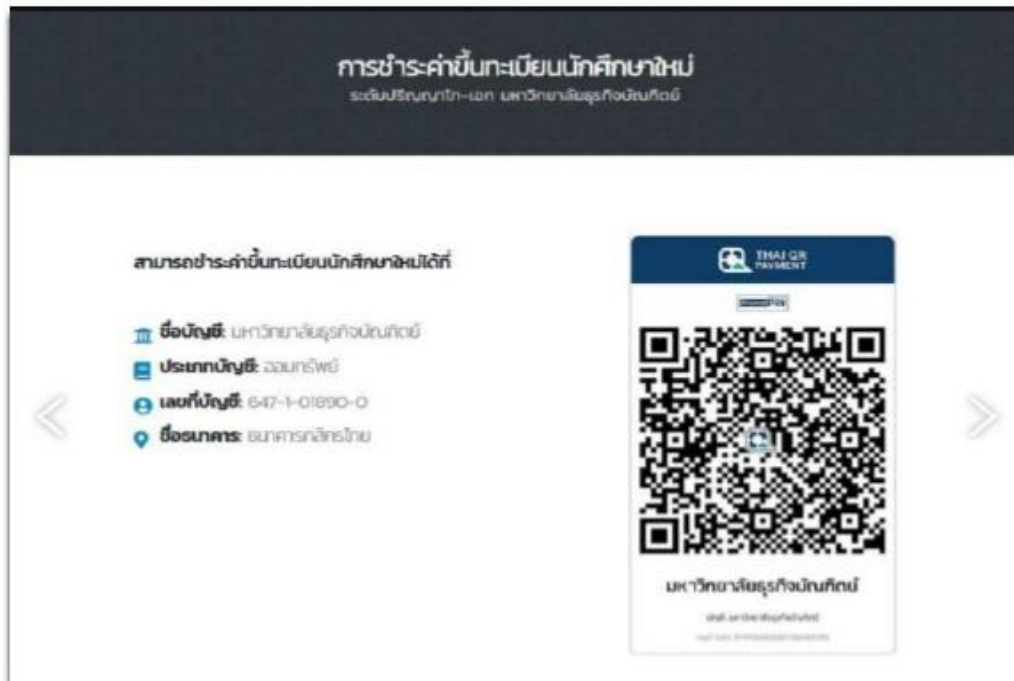 การชำระค่าขึ้นทะเบียนนักศึกษาใหม่
ระดับปริญญาโท-เอก มหาวิทยาลัยธุรกิจบัณฑิตย์
สามารถชำระค่าขึ้นทะเบียนนักศึกษาใหม่ได้ที่
ชื่อบัญชี: มหาวิทยาลัยธุรกิจบัณฑิตย์
ประเภทบัญชี: ออมทรัพย์
เลขที่บัญชี: 647-1-01890-0
ชื่อธนาคาร: ธนาคารกสิกรไทย
THAI QR
PAYMENT
มหาวิทยาลัยธุรกิจบัณฑิตย์